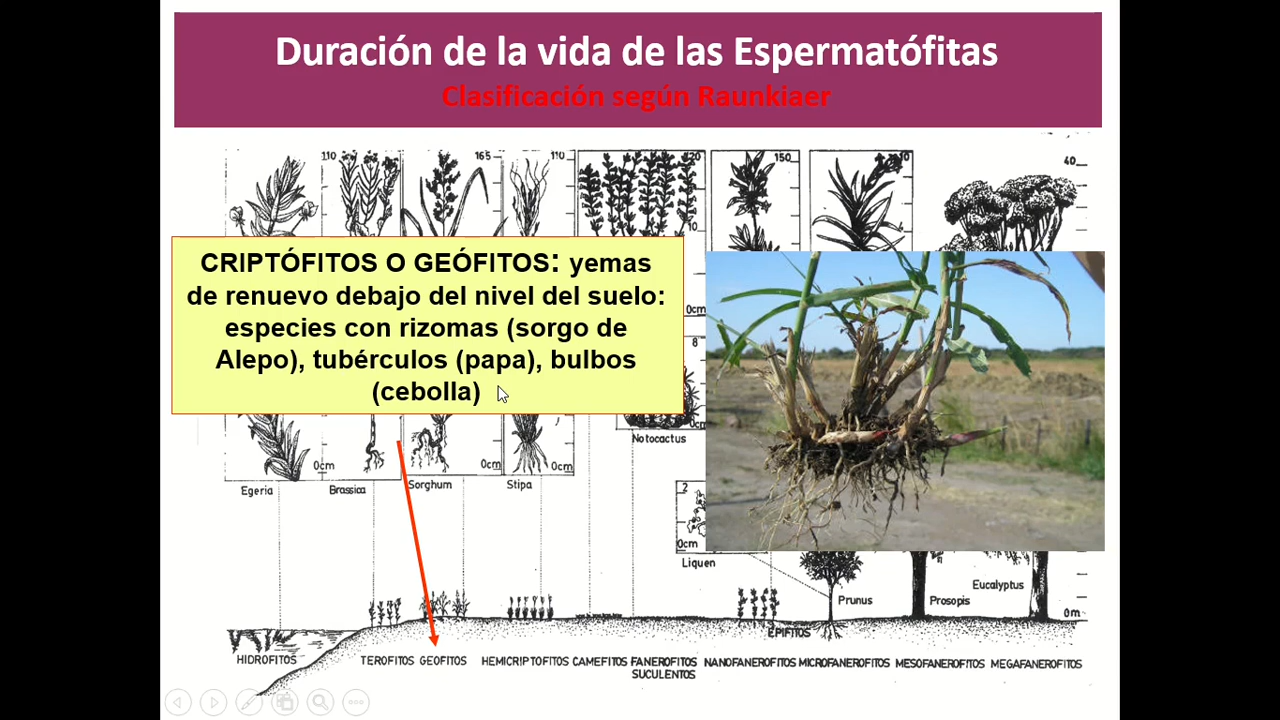 Duración de la vida de las Espermatófitas
Clasificación según Raunkiaer
110
165
110
150
40
CRIPTÓFITOS O GEÓFITOS: yemas
de renuevo debajo del nivel del suelo:
especies con rizomas (sorgo de
Alepo), tubérculos (papa), bulbos
(cebolla)
10
0cm
8
0cm
Notocactus
0cm
0cm
0cm
Egeria
Brassica
Sorghum
Stipa
2
0cm
Liquen
Prunus
Prosopis
Eucalyptus
0m
EPIFITOS
HIDROFITOS
TEROFITOS
GEOFITOS
HEMICRIPTOFITOS
CAMEFITOS
FANEROFITOS
SUCULENTOS
NANOFANEROFITOS
MICROFANEROFITOS
MESOFANEROFITOS
MEGAFANEROFITOS